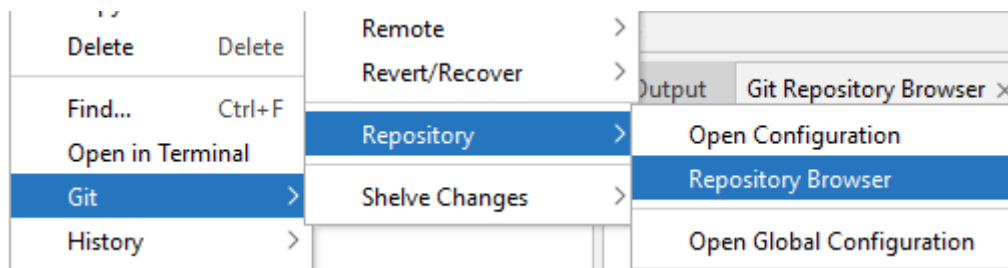 Delete Delete
Find... Ctrl+F
Open in Terminal
Git
History
Remote
Revert/Recover
Repository
Shelve Changes
Output Git Repository Browser
Open Configuration
Repository Browser
Open Global Configuration